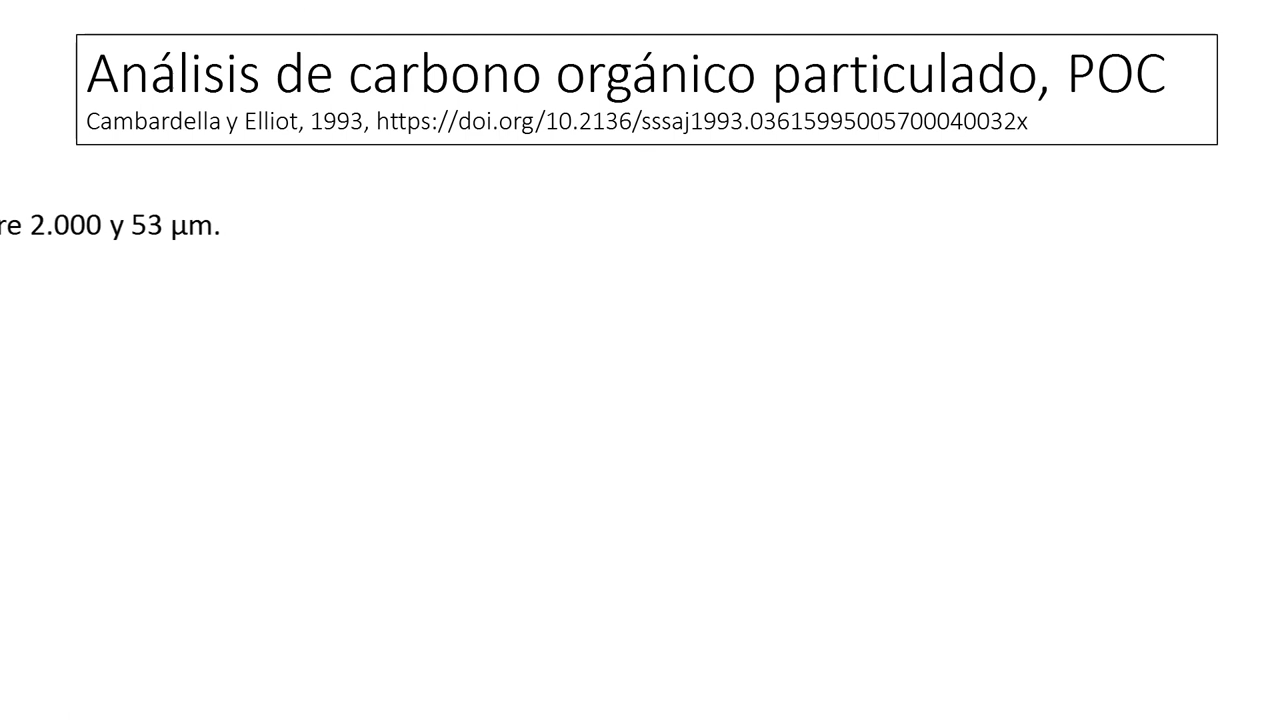 Análisis de carbono orgánico particulado, POC
Cambardella y Elliot, 1993, https://doi.org/10.2136/sssaj1993.03615995005700040032x
re 2.000 y 53 µm.